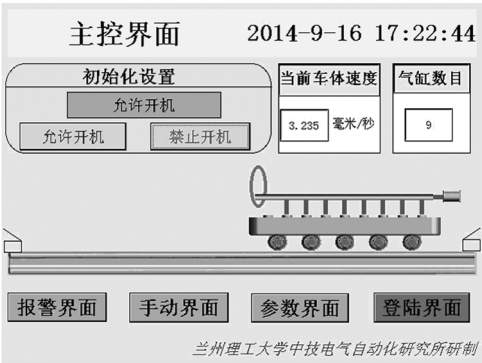 主控界面 2014-9-16 17:22:44
初始化设置
允许开机
允许开机 禁止开机
当前车体速度
3.235 毫米/秒
气缸数目
9
报警界面 手动界面 参数界面 登陆界面
兰州理工大学中技电气自动化研究所研制